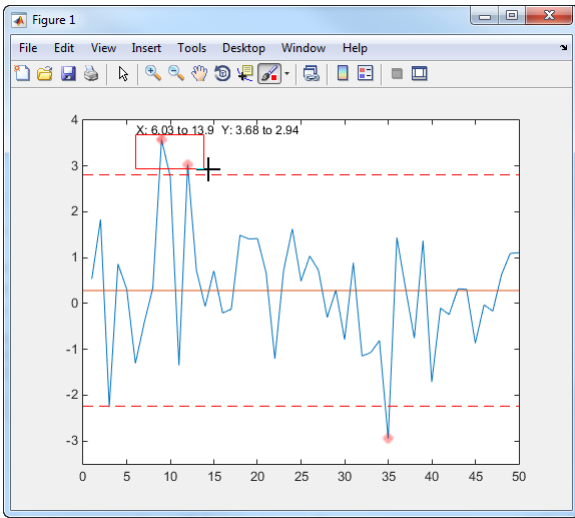 Figure 1
File Edit View Insert Tools Desktop Window Help
X: 6.03 to 13.9 Y: 3.68 to 2.94
4
3
2
1
0
-1
-2
-3
0 5 10 15 20 25 30 35 40 45 50